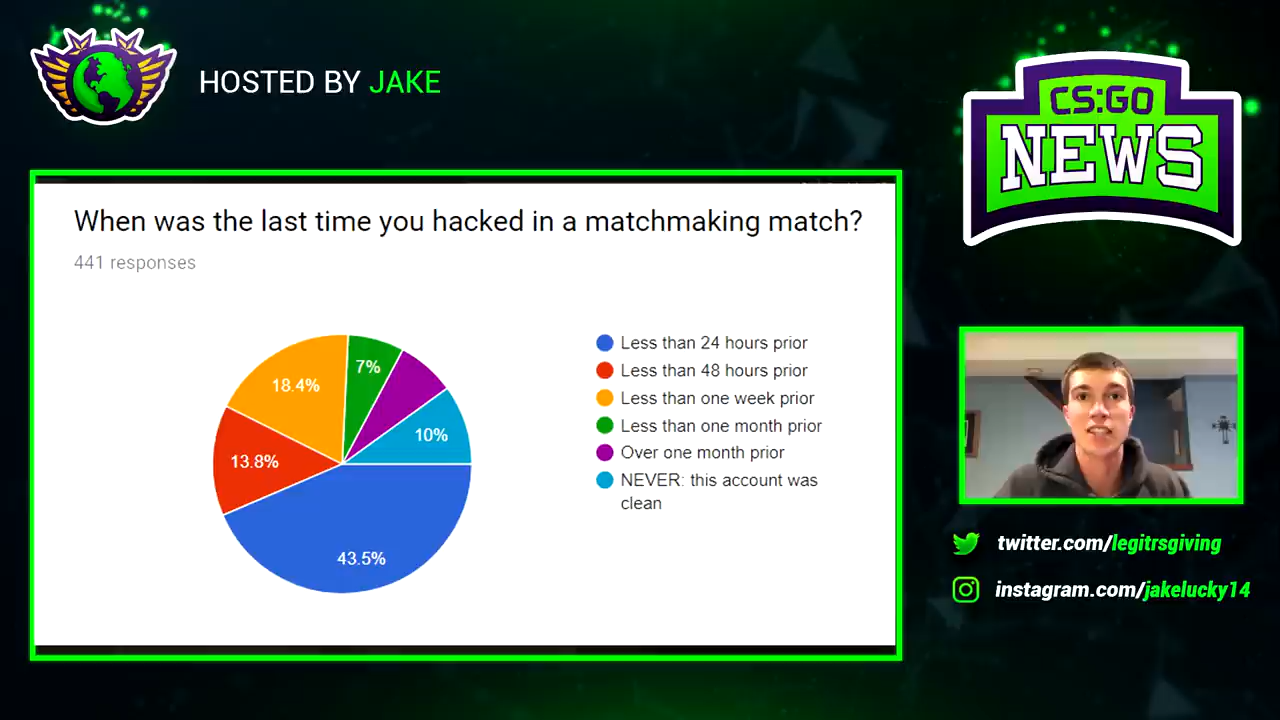 HOSTED BY JAKE
CS:GO
NEWS
When was the last time you hacked in a matchmaking match?
441 responses
7%
18.4%
10%
13.8%
43.5%
Less than 24 hours prior
Less than 48 hours prior
Less than one week prior
Less than one month prior
Over one month prior
NEVER: this account was
clean
twitter.com/legitrsgiving
instagram.com/jakelucky14